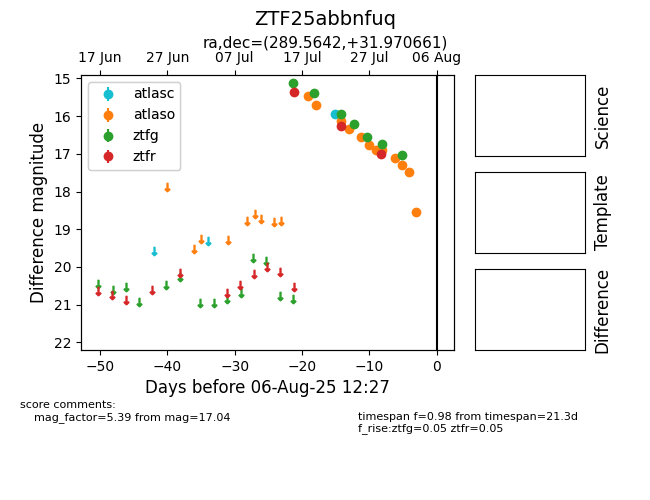 ZTF25abbnfuq
ra,dec=(289.5642,+31.970661)
17 Jun 27 Jun 07 Jul 17 Jul 27 Jul 06 Aug
atlasc
atlaso
ztfg
ztfr
15
16
17
18
19
20
21
22
Difference magnitude
−50 −40 −30 −20 −10 0
Days before 06-Aug-25 12:27
Science
Template
Difference
score comments:
mag_factor=5.39 from mag=17.04
timespan f=0.98 from timespan=21.3d
f_rise:ztfg=0.05 ztfr=0.05